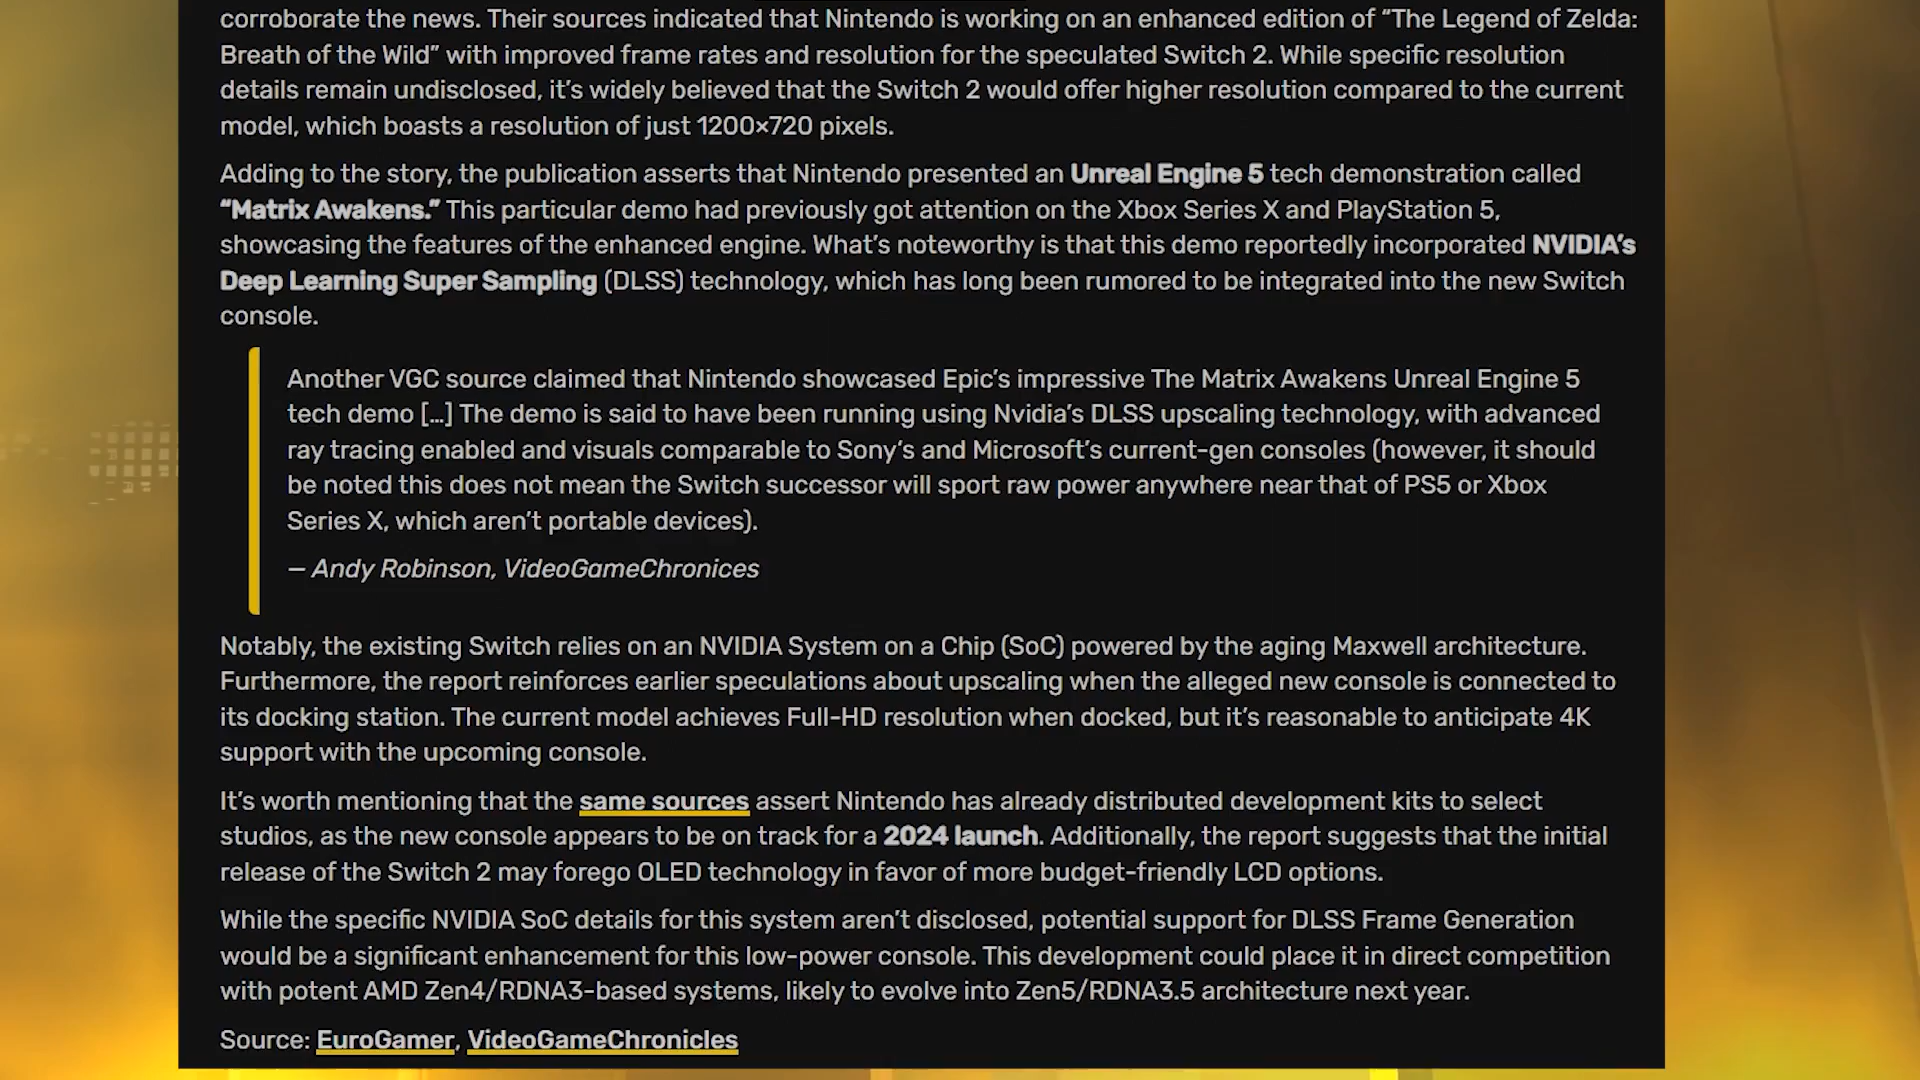 corroborate the news. Their sources indicated that Nintendo is working on an enhanced edition of “The Legend of Zelda:
Breath of the Wild” with improved frame rates and resolution for the speculated Switch 2. While specific resolution
details remain undisclosed, it’s widely believed that the Switch 2 would offer higher resolution compared to the current
model, which boasts a resolution of just 1200×720 pixels.
Adding to the story, the publication asserts that Nintendo presented an Unreal Engine 5 tech demonstration called
“Matrix Awakens.” This particular demo had previously got attention on the Xbox Series X and PlayStation 5,
showcasing the features of the enhanced engine. What’s noteworthy is that this demo reportedly incorporated NVIDIA’s
Deep Learning Super Sampling (DLSS) technology, which has long been rumored to be integrated into the new Switch
console.
Another VGC source claimed that Nintendo showcased Epic’s impressive The Matrix Awakens Unreal Engine 5
tech demo [...] The demo is said to have been running using Nvidia’s DLSS upscaling technology, with advanced
ray tracing enabled and visuals comparable to Sony’s and Microsoft’s current-gen consoles (however, it should
be noted this does not mean the Switch successor will sport raw power anywhere near that of PS5 or Xbox
Series X, which aren’t portable devices).
— Andy Robinson, VideoGameChronices
Notably, the existing Switch relies on an NVIDIA System on a Chip (SoC) powered by the aging Maxwell architecture.
Furthermore, the report reinforces earlier speculations about upscaling when the alleged new console is connected to
its docking station. The current model achieves Full-HD resolution when docked, but it’s reasonable to anticipate 4K
support with the upcoming console.
It’s worth mentioning that the same sources assert Nintendo has already distributed development kits to select
studios, as the new console appears to be on track for a 2024 launch. Additionally, the report suggests that the initial
release of the Switch 2 may forego OLED technology in favor of more budget-friendly LCD options.
While the specific NVIDIA SoC details for this system aren’t disclosed, potential support for DLSS Frame Generation
would be a significant enhancement for this low-power console. This development could place it in direct competition
with potent AMD Zen4/RDNA3-based systems, likely to evolve into Zen5/RDNA3.5 architecture next year.
Source: EuroGamer, VideoGameChronicles